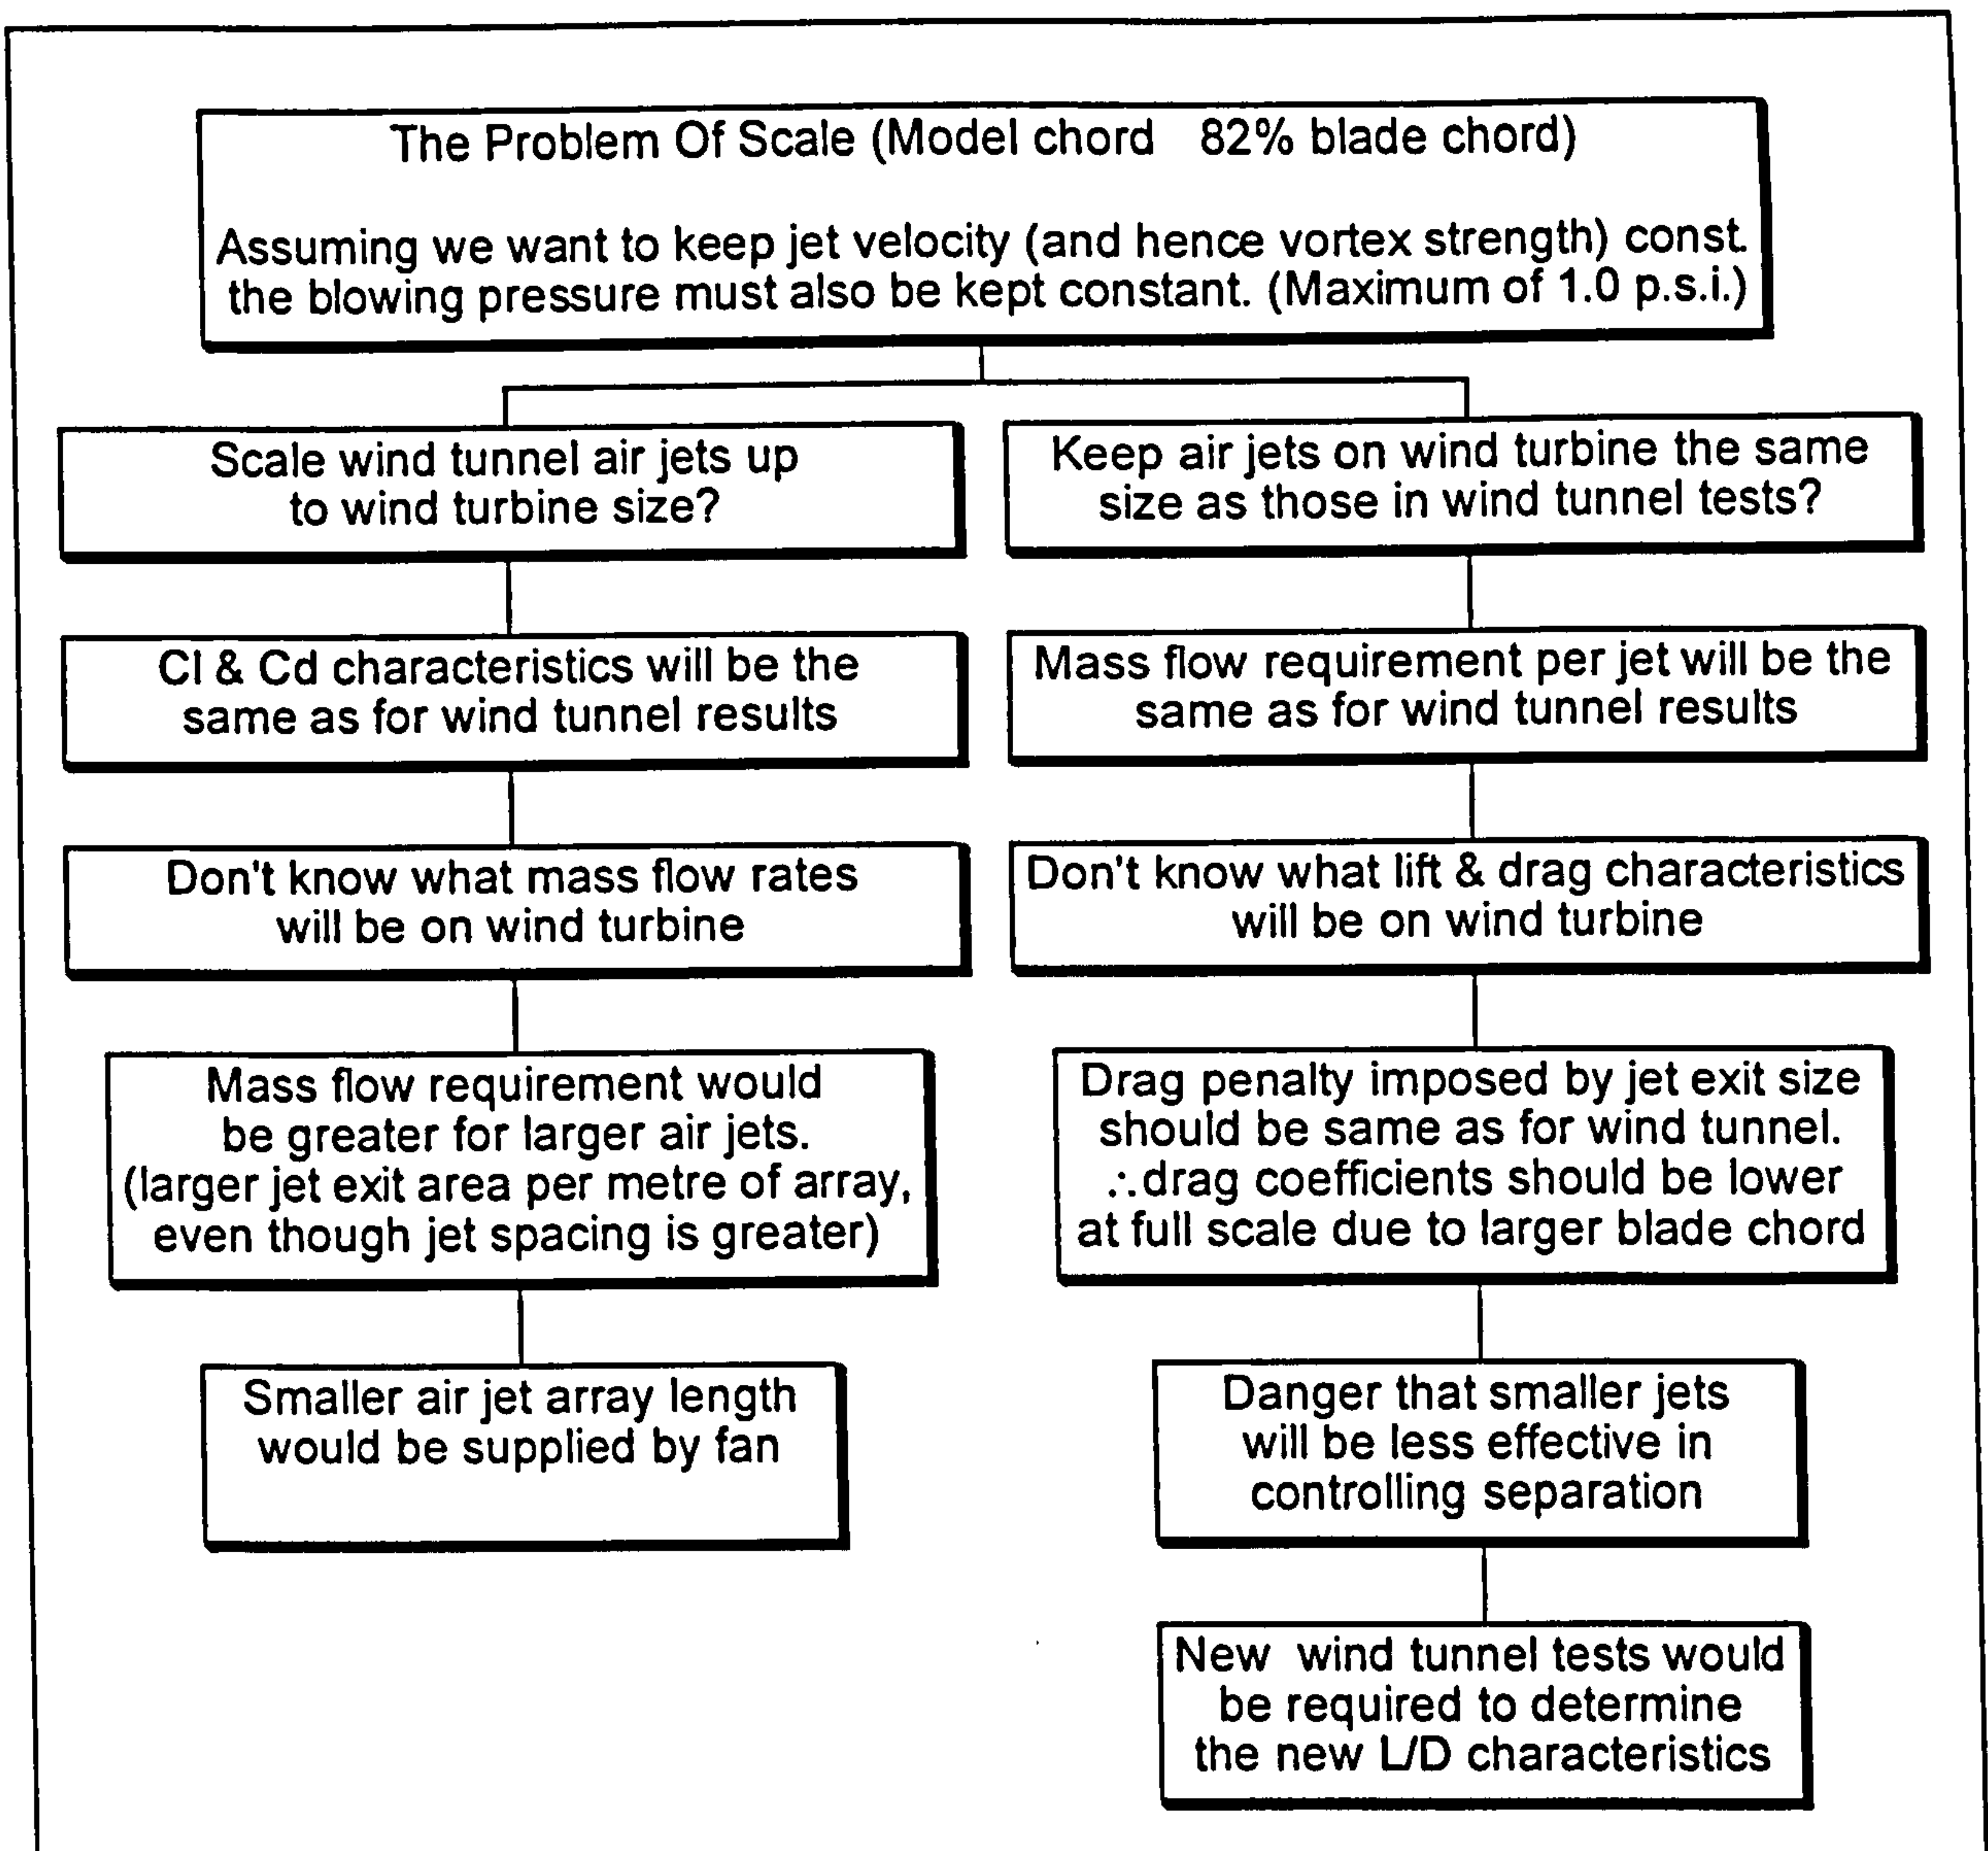 The Problem Of Scale (Model chord 82% blade chord)
Assuming we want to keep jet velocity (and hence vortex strength) const.
the blowing pressure must also be kept constant. (Maximum of 1.0 p.s.i.)
Scale wind tunnel air jets up
to wind turbine size?
Cl & Cd characteristics will be the
same as for wind tunnel results
Don't know what mass flow rates
will be on wind turbine
Mass flow requirement would
be greater for larger air jets.
(larger jet exit area per metre of array,
even though jet spacing is greater)
Smaller air jet array length
would be supplied by fan
Keep air jets on wind turbine the same
size as those in wind tunnel tests?
Mass flow requirement per jet will be the
same as for wind tunnel results
Don't know what lift & drag characteristics
will be on wind turbine
Drag penalty imposed by jet exit size
should be same as for wind tunnel.
∴drag coefficients should be lower
at full scale due to larger blade chord
Danger that smaller jets
will be less effective in
controlling separation
New wind tunnel tests would
be required to determine
the new L/D characteristics